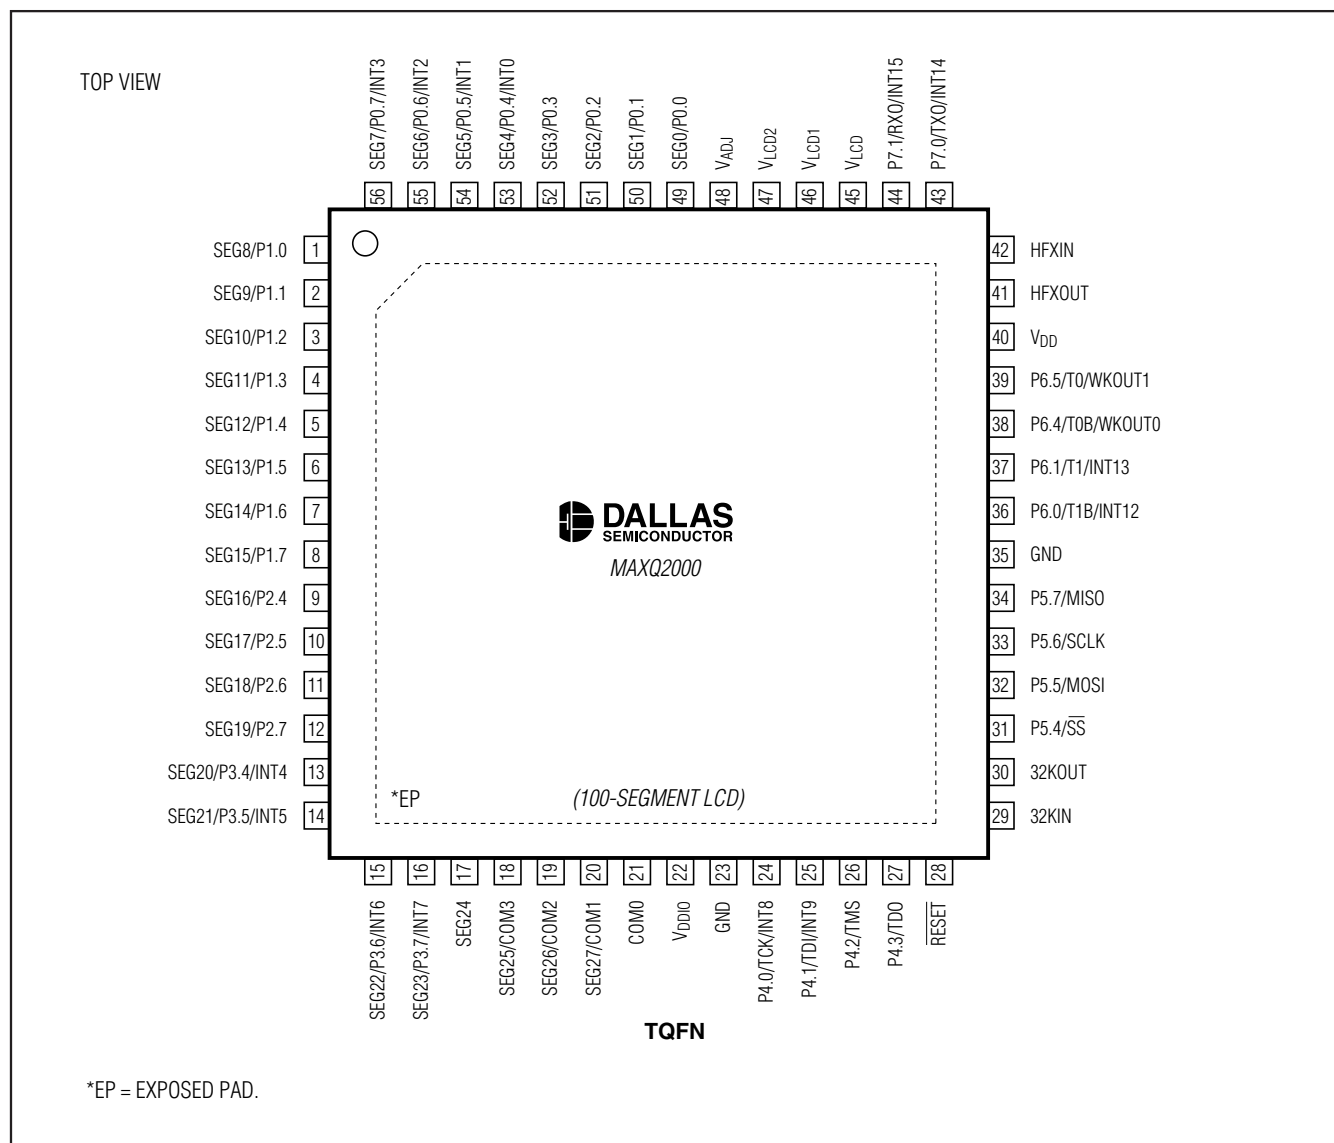 TOP VIEW
SEG7/P0.7/INT3
SEG6/P0.6/INT2
SEG5/P0.5/INT1
SEG4/P0.4/INT0
SEG3/P0.3
SEG2/P0.2
SEG1/P0.1
SEG0/P0.0
VADJ
VLCD2
VLCD1
VLCD
P7.1/RX0/INT15
P7.0/TX0/INT14
56 55 54 53 52 51 50 49 48 47 46 45 44 43
SEG8/P1.0 1
SEG9/P1.1 2
SEG10/P1.2 3
SEG11/P1.3 4
SEG12/P1.4 5
SEG13/P1.5 6
SEG14/P1.6 7
SEG15/P1.7 8
SEG16/P2.4 9
SEG17/P2.5 10
SEG18/P2.6 11
SEG19/P2.7 12
SEG20/P3.4/INT4 13
SEG21/P3.5/INT5 14
42 HFXIN
41 HFXOUT
40 VDD
39 P6.5/T0/WKOUT1
38 P6.4/T0B/WKOUT0
37 P6.1/T1/INT13
36 P6.0/T1B/INT12
35 GND
34 P5.7/MISO
33 P5.6/SCLK
32 P5.5/MOSI
31 P5.4/S̅S̅
30 32KOUT
29 32KIN
DALLAS
SEMICONDUCTOR
MAXQ2000
*EP
(100-SEGMENT LCD)
15 16 17 18 19 20 21 22 23 24 25 26 27 28
SEG22/P3.6/INT6
SEG23/P3.7/INT7
SEG24
SEG25/COM3
SEG26/COM2
SEG27/COM1
COM0
VDDIO
GND
P4.0/TCK/INT8
P4.1/TDI/INT9
P4.2/TMS
P4.3/TDO
R̅E̅S̅E̅T̅
TQFN
*EP = EXPOSED PAD.